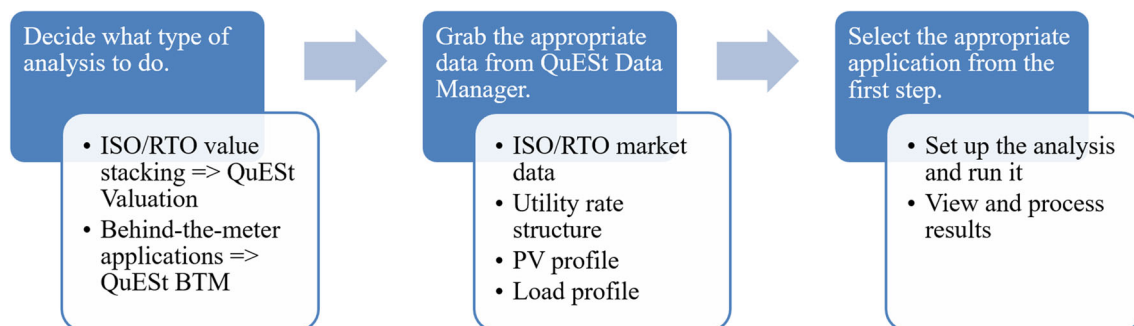 Decide what type of
analysis to do.
• ISO/RTO value
stacking => QuESt
Valuation
• Behind-the-meter
applications =>
QuESt BTM
Grab the appropriate
data from QuESt Data
Manager.
• ISO/RTO market
data
• Utility rate
structure
• PV profile
• Load profile
Select the appropriate
application from the
first step.
• Set up the analysis
and run it
• View and process
results